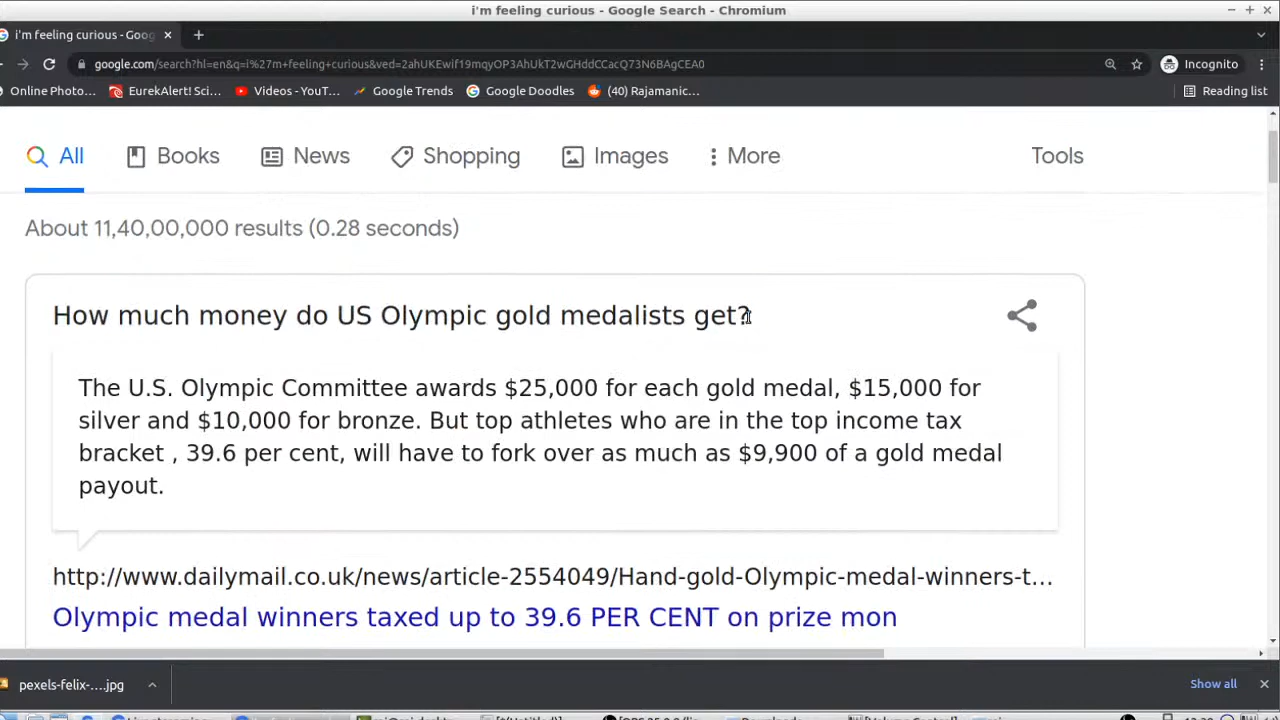 i'm feeling curious - Google Search - Chromium
i'm feeling curious - Goog
google.com/search?hl=en&q=i%27m+feeling+curious&ved=2ahUKEwif19mqyOP3AhUkT2wGHddCCacQ73N6BAgCEA0
Incognito
Online Photo... EurekAlert! Sci... Videos - YouT... Google Trends Google Doodles (40) Rajamanic... Reading list
All Books News Shopping Images More Tools
About 11,40,00,000 results (0.28 seconds)
How much money do US Olympic gold medalists get?
The U.S. Olympic Committee awards $25,000 for each gold medal, $15,000 for
silver and $10,000 for bronze. But top athletes who are in the top income tax
bracket , 39.6 per cent, will have to fork over as much as $9,900 of a gold medal
payout.
http://www.dailymail.co.uk/news/article-2554049/Hand-gold-Olympic-medal-winners-t...
Olympic medal winners taxed up to 39.6 PER CENT on prize mon
pexels-felix-....jpg Show all